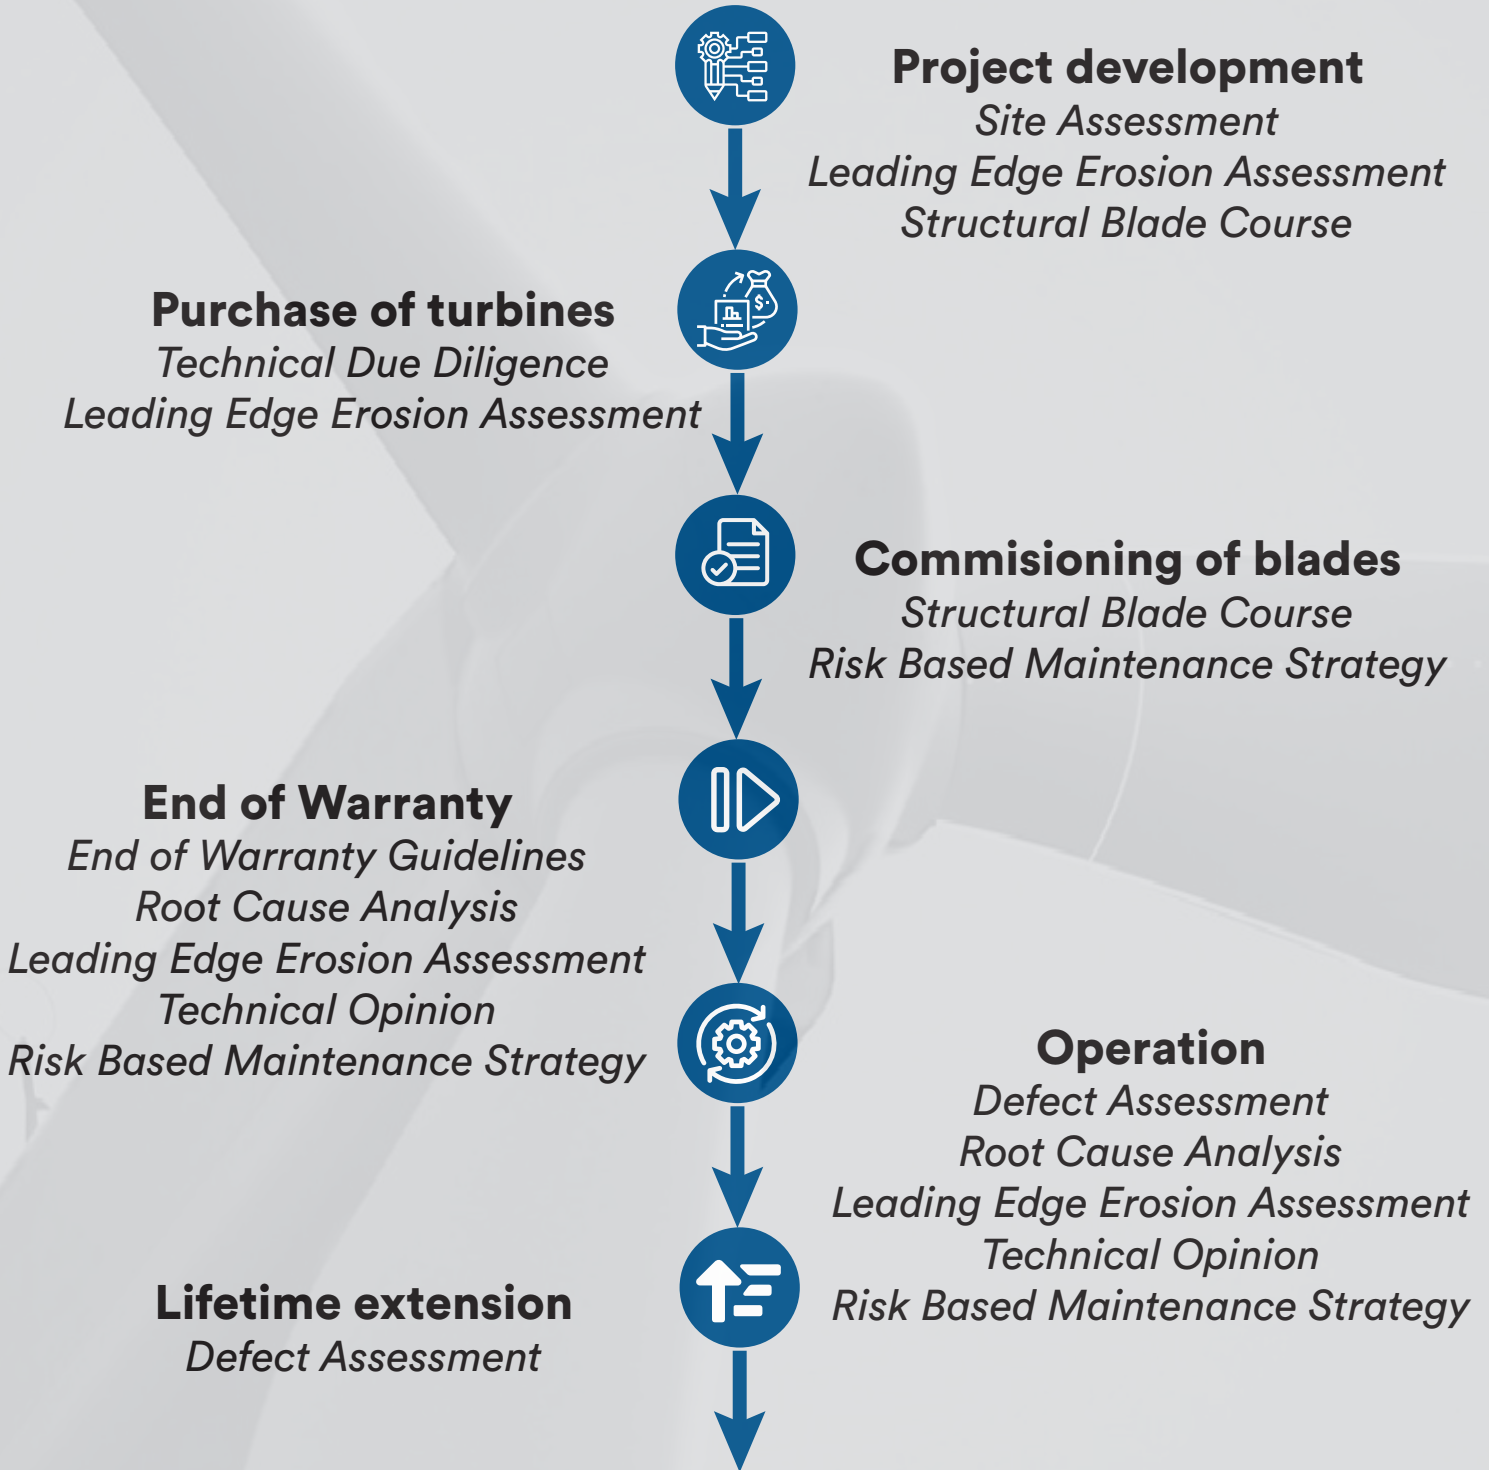 Project development
Site Assessment
Leading Edge Erosion Assessment
Structural Blade Course
Purchase of turbines
Technical Due Diligence
Leading Edge Erosion Assessment
Commisioning of blades
Structural Blade Course
Risk Based Maintenance Strategy
End of Warranty
End of Warranty Guidelines
Root Cause Analysis
Leading Edge Erosion Assessment
Technical Opinion
Risk Based Maintenance Strategy
Operation
Defect Assessment
Root Cause Analysis
Leading Edge Erosion Assessment
Technical Opinion
Risk Based Maintenance Strategy
Lifetime extension
Defect Assessment